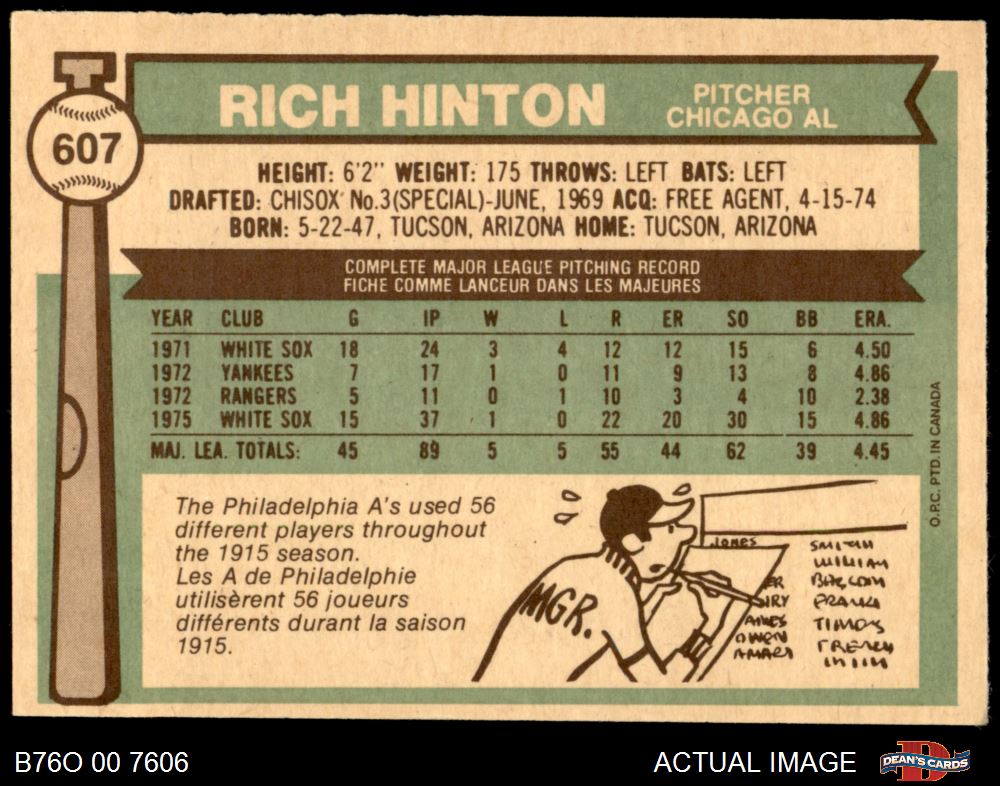 607
RICH HINTON
PITCHER
CHICAGO AL
HEIGHT: 6'2" WEIGHT: 175 THROWS: LEFT BATS: LEFT
DRAFTED: CHISOX No.3(SPECIAL)-JUNE, 1969 ACQ: FREE AGENT, 4-15-74
BORN: 5-22-47, TUCSON, ARIZONA HOME: TUCSON, ARIZONA
COMPLETE MAJOR LEAGUE PITCHING RECORD
FICHE COMME LANCEUR DANS LES MAJEURES
YEAR CLUB G IP W L R ER SO BB ERA.
1971 WHITE SOX 18 24 3 4 12 12 15 6 4.50
1972 YANKEES 7 17 1 0 11 9 13 8 4.86
1972 RANGERS 5 11 0 1 10 3 4 10 2.38
1975 WHITE SOX 15 37 1 0 22 20 30 15 4.86
MAJ. LEA. TOTALS: 45 89 5 5 55 44 62 39 4.45
O.P.C. PTD. IN CANADA
The Philadelphia A's used 56
different players throughout
the 1915 season.
Les A de Philadelphie
utilisèrent 56 joueurs
différents durant la saison
1915.
MGR.
JONES
OWEN
SMITH
FRANK
B76O 00 7606
ACTUAL IMAGE
DEAN'S CARDS